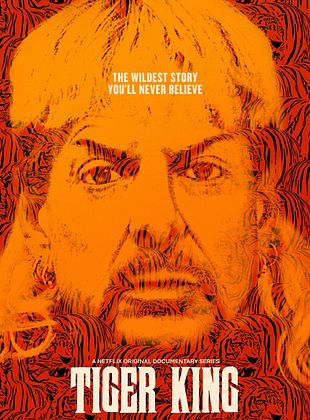 THE WILDEST STORY
YOU'LL NEVER BELIEVE
A NETFLIX ORIGINAL DOCUMENTARY SERIES
TIGER KING